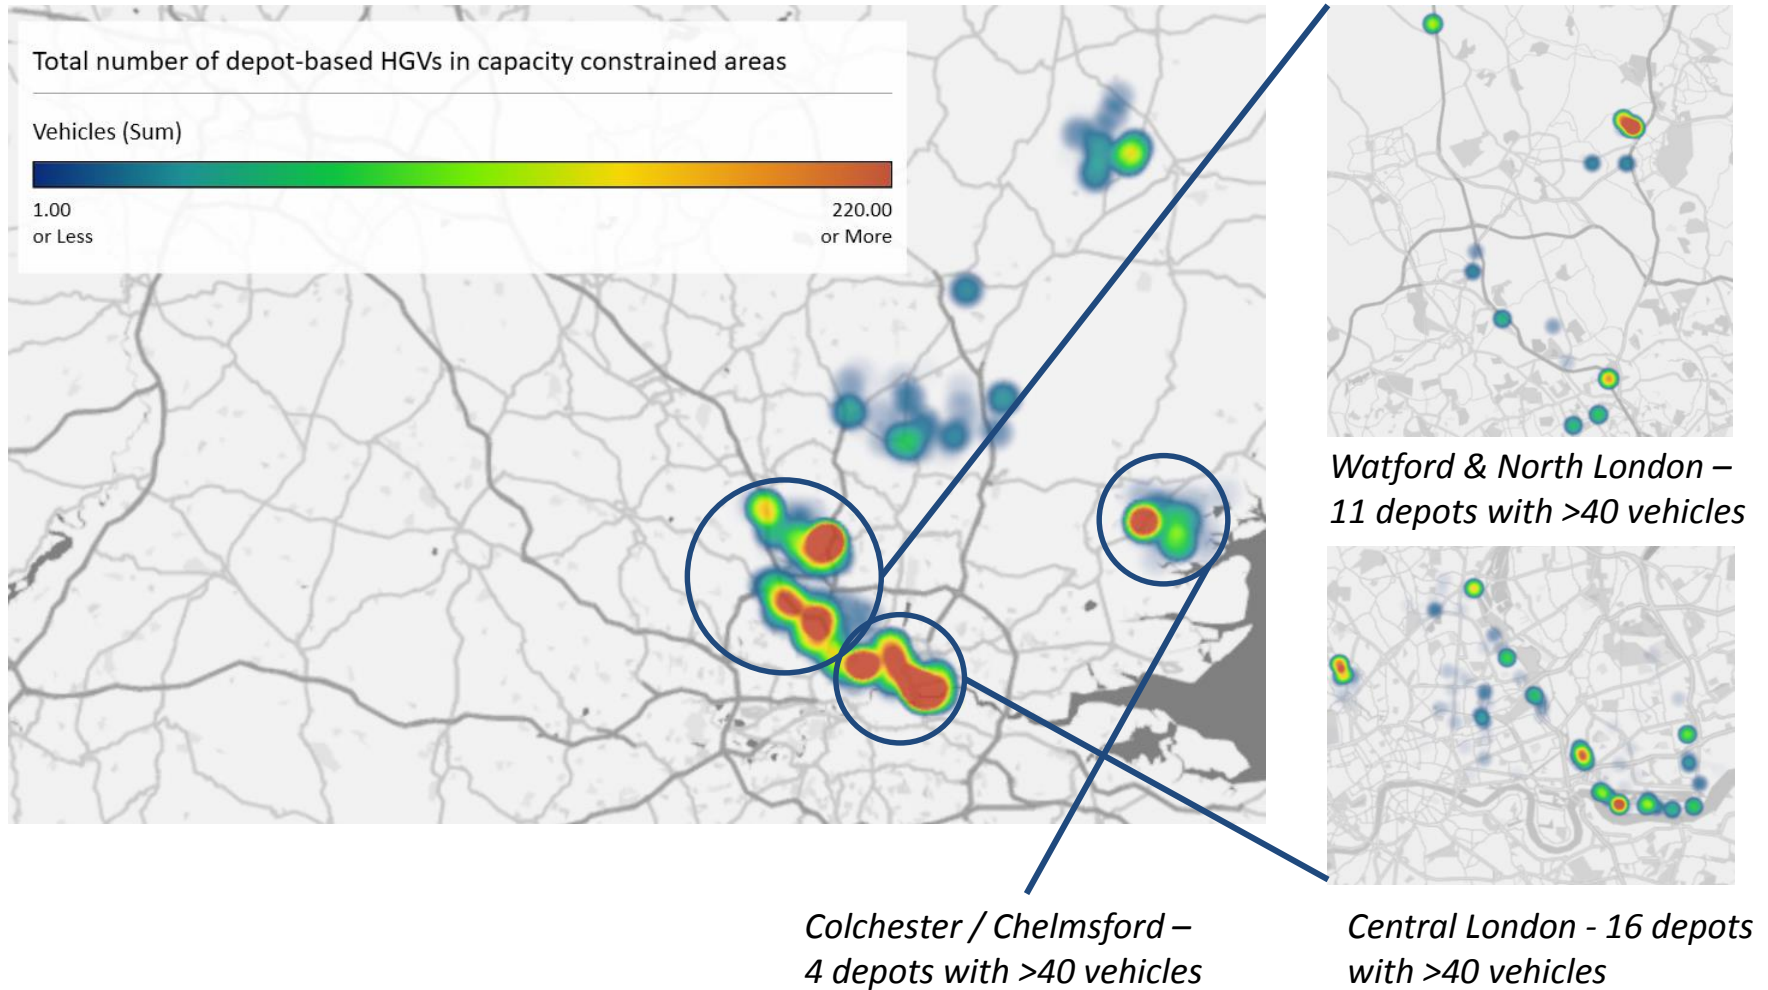 Total number of depot-based HGVs in capacity constrained areas
Vehicles (Sum)
1.00
or Less
220.00
or More
Watford & North London –
11 depots with >40 vehicles
Colchester / Chelmsford –
4 depots with >40 vehicles
Central London - 16 depots
with >40 vehicles